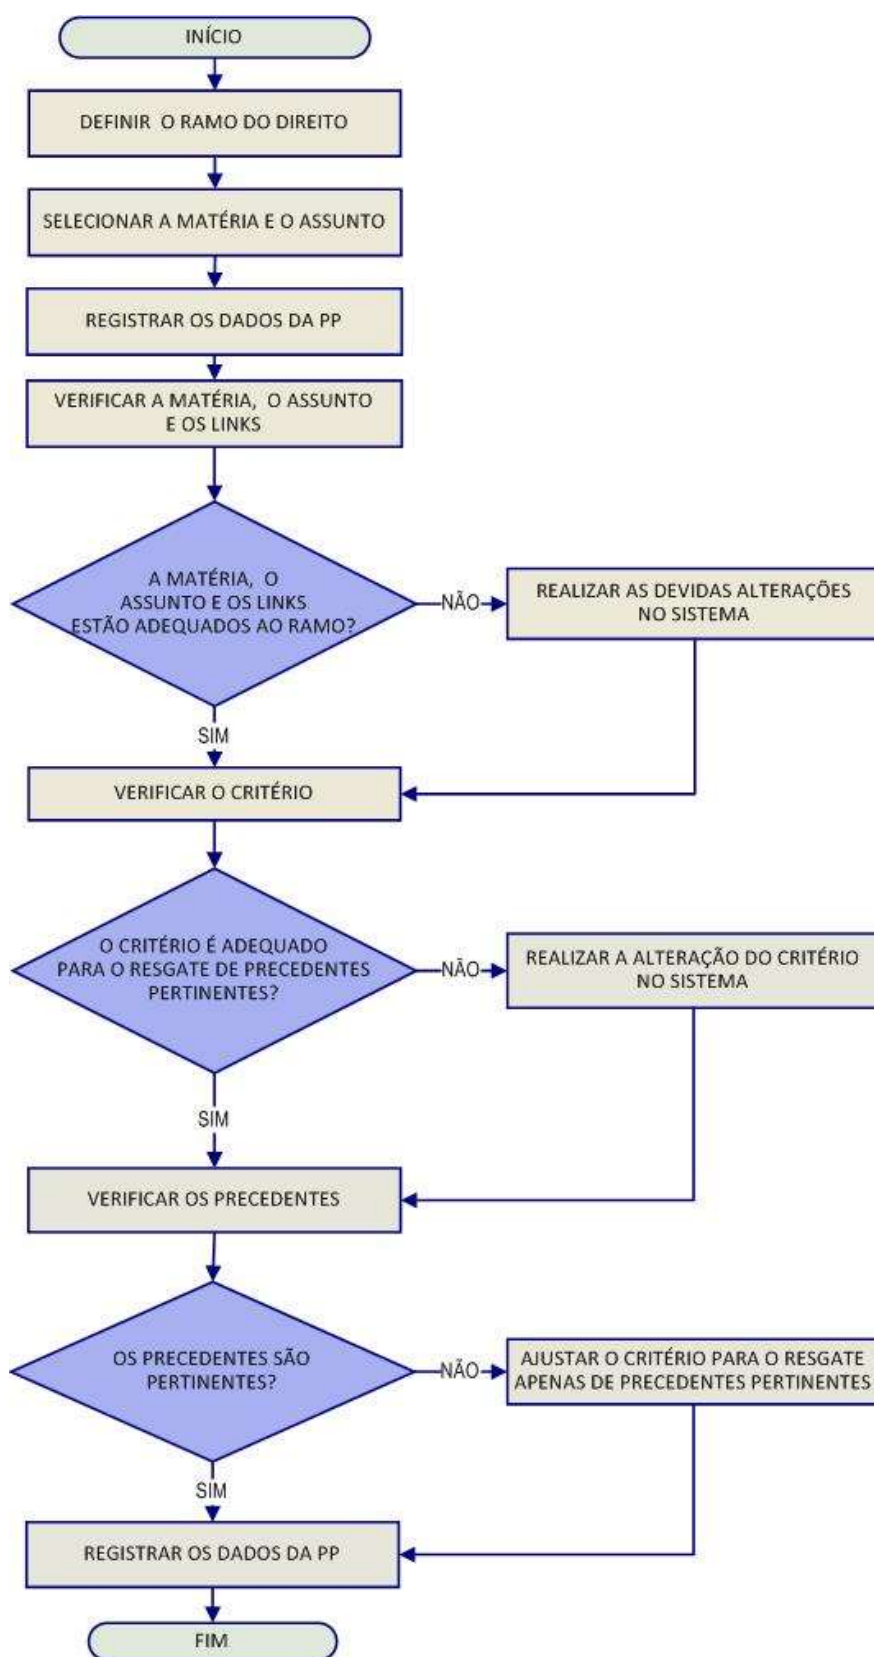 INÍCIO
DEFINIR O RAMO DO DIREITO
SELECIONAR A MATÉRIA E O ASSUNTO
REGISTRAR OS DADOS DA PP
VERIFICAR A MATÉRIA, O ASSUNTO
E OS LINKS
A MATÉRIA, O
ASSUNTO E OS LINKS
ESTÃO ADEQUADOS AO RAMO?
NÃO
REALIZAR AS DEVIDAS ALTERAÇÕES
NO SISTEMA
SIM
VERIFICAR O CRITÉRIO
O CRITÉRIO É ADEQUADO
PARA O RESGATE DE PRECEDENTES
PERTINENTES?
NÃO
REALIZAR A ALTERAÇÃO DO CRITÉRIO
NO SISTEMA
SIM
VERIFICAR OS PRECEDENTES
OS PRECEDENTES SÃO
PERTINENTES?
NÃO
AJUSTAR O CRITÉRIO PARA O RESGATE
APENAS DE PRECEDENTES PERTINENTES
SIM
REGISTRAR OS DADOS DA PP
FIM